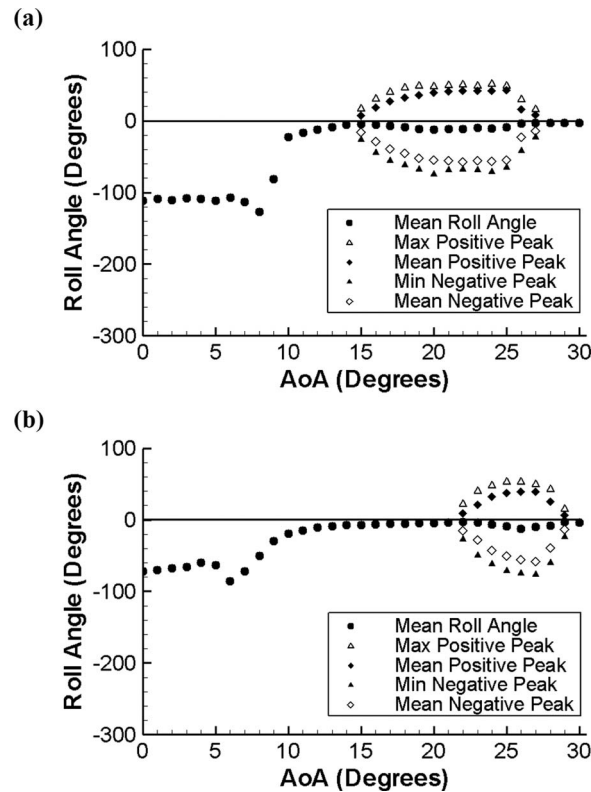 (a)
100
0
-100
-200
-300
Roll Angle (Degrees)
Mean Roll Angle
Max Positive Peak
Mean Positive Peak
Min Negative Peak
Mean Negative Peak
0 5 10 15 20 25 30
AoA (Degrees)
(b)
100
0
-100
-200
-300
Roll Angle (Degrees)
Mean Roll Angle
Max Positive Peak
Mean Positive Peak
Min Negative Peak
Mean Negative Peak
0 5 10 15 20 25 30
AoA (Degrees)